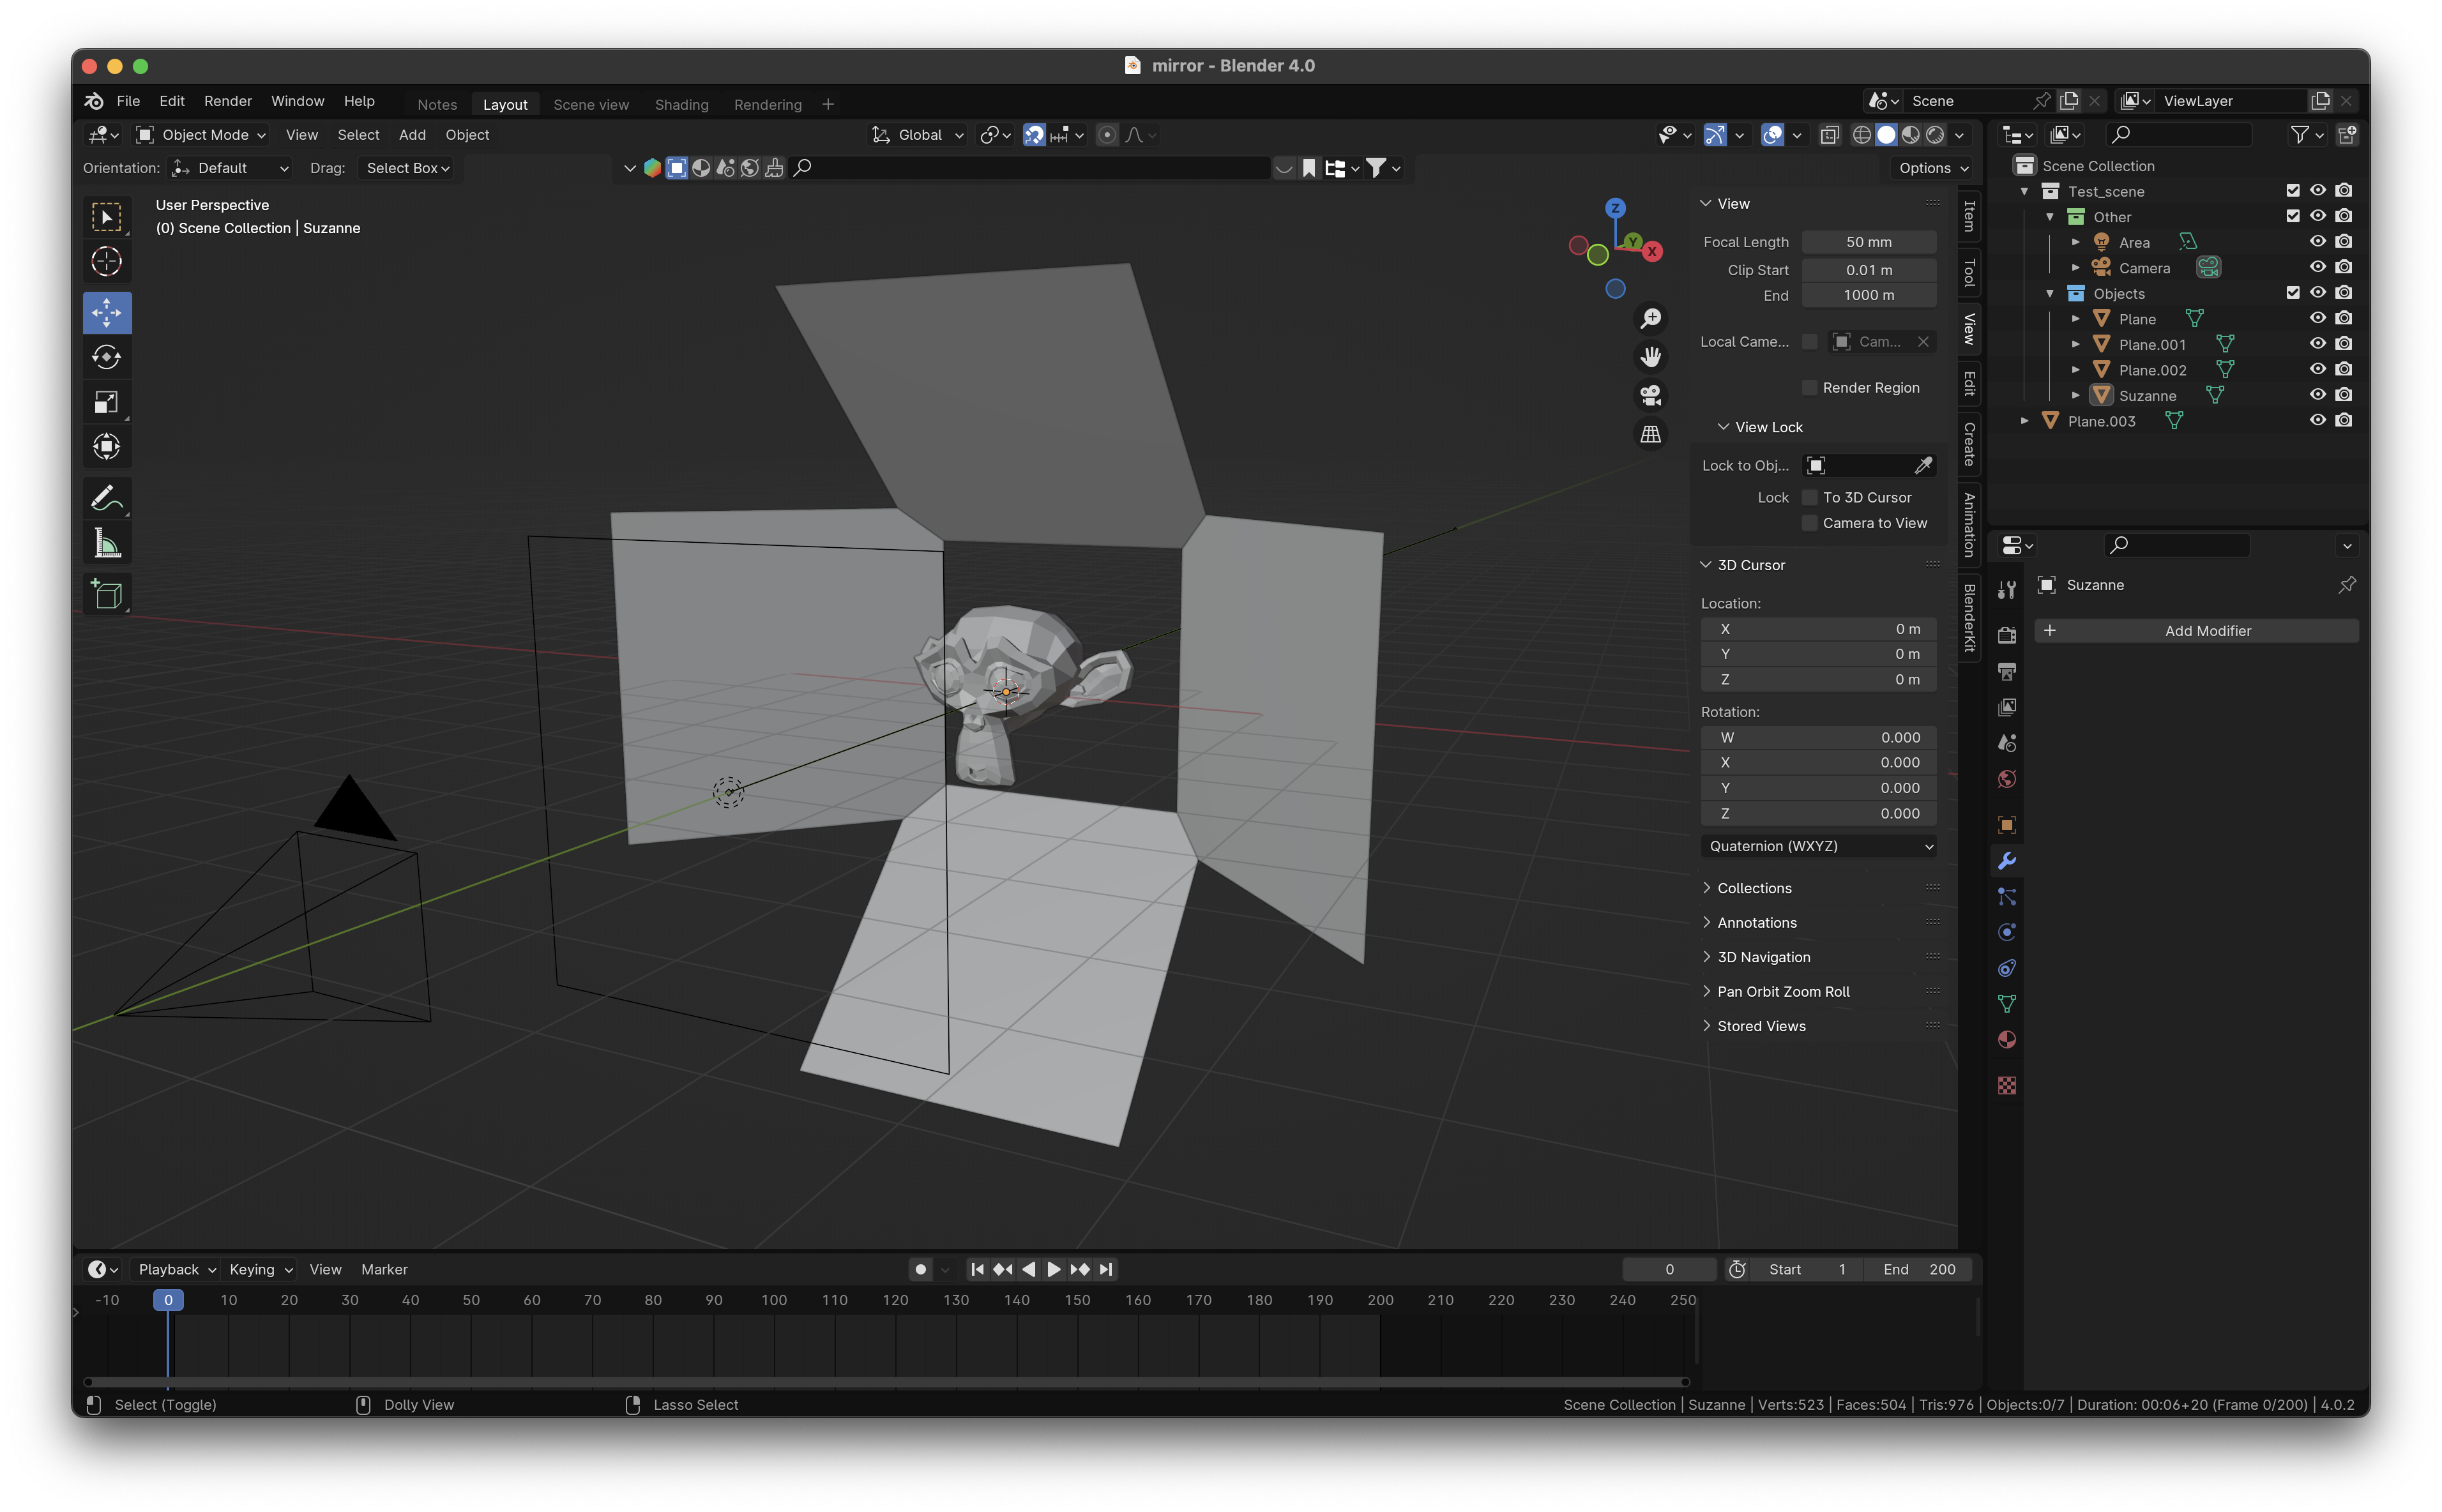 mirror - Blender 4.0
File Edit Render Window Help Notes Layout Scene view Shading Rendering Scene ViewLayer
Object Mode View Select Add Object Global
Orientation: Default Drag: Select Box Options
User Perspective
(0) Scene Collection | Suzanne
Z
Y
X
View
Focal Length 50 mm
Clip Start 0.01 m
End 1000 m
Local Came... Cam...
Render Region
View Lock
Lock to Obj...
Lock To 3D Cursor
Camera to View
3D Cursor
Location:
X 0 m
Y 0 m
Z 0 m
Rotation:
W 0.000
X 0.000
Y 0.000
Z 0.000
Quaternion (WXYZ)
Collections
Annotations
3D Navigation
Pan Orbit Zoom Roll
Stored Views
Item
Tool
View
Edit
Create
Animation
BlenderKit
Scene Collection
Test_scene
Other
Area
Camera
Objects
Plane
Plane.001
Plane.002
Suzanne
Plane.003
Suzanne
Add Modifier
Playback Keying View Marker 0 Start 1 End 200
-10 0 10 20 30 40 50 60 70 80 90 100 110 120 130 140 150 160 170 180 190 200 210 220 230 240 250
Select (Toggle) Dolly View Lasso Select Scene Collection | Suzanne | Verts:523 | Faces:504 | Tris:976 | Objects:0/7 | Duration: 00:06+20 (Frame 0/200) | 4.0.2